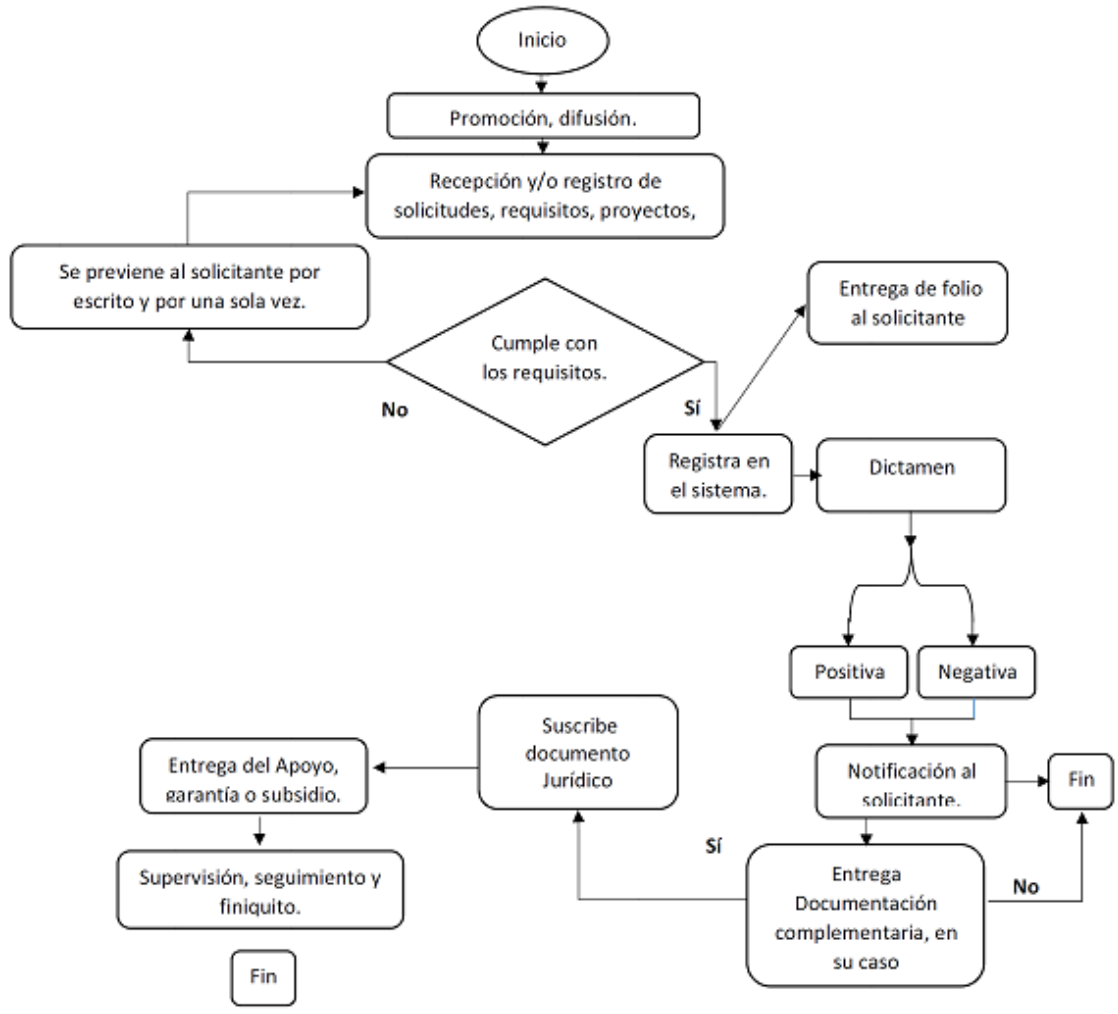 Inicio
Promoción, difusión.
Recepción y/o registro de
solicitudes, requisitos, proyectos,
Se previene al solicitante por
escrito y por una sola vez.
Entrega de folio
al solicitante
Cumple con
los requisitos.
No
Sí
Registra en
el sistema.
Dictamen
Positiva
Negativa
Suscribe
documento
Jurídico
Entrega del Apoyo,
garantía o subsidio.
Notificación al
solicitante.
Fin
Sí
Entrega
Documentación
complementaria, en
su caso
No
Supervisión, seguimiento y
finiquito.
Fin